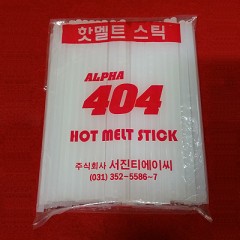 핫멜트 스틱
ALPHA
404
HOT MELT STICK
주식회사 서진티에이씨
(031) 352-5586~7